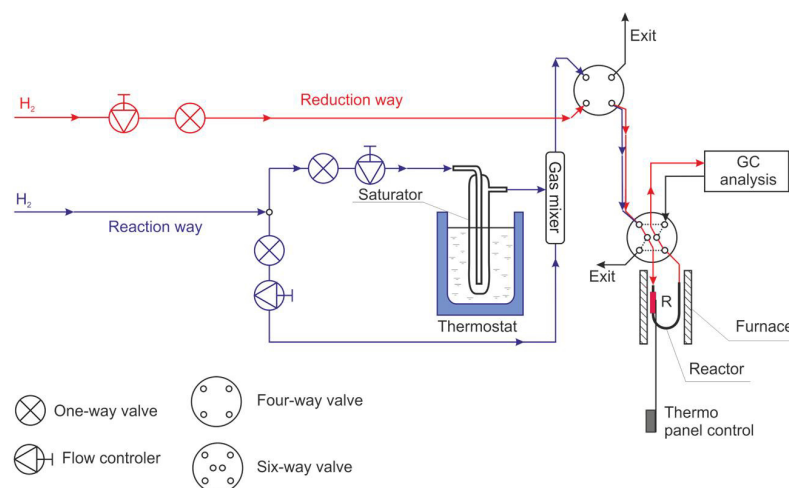 Exit
H2
Reduction way
GC
analysis
Saturator
Gas mixer
H2
Reaction way
Exit
R
Thermostat
Furnace
Reactor
One-way valve
Four-way valve
Thermo
panel control
Flow controler
Six-way valve